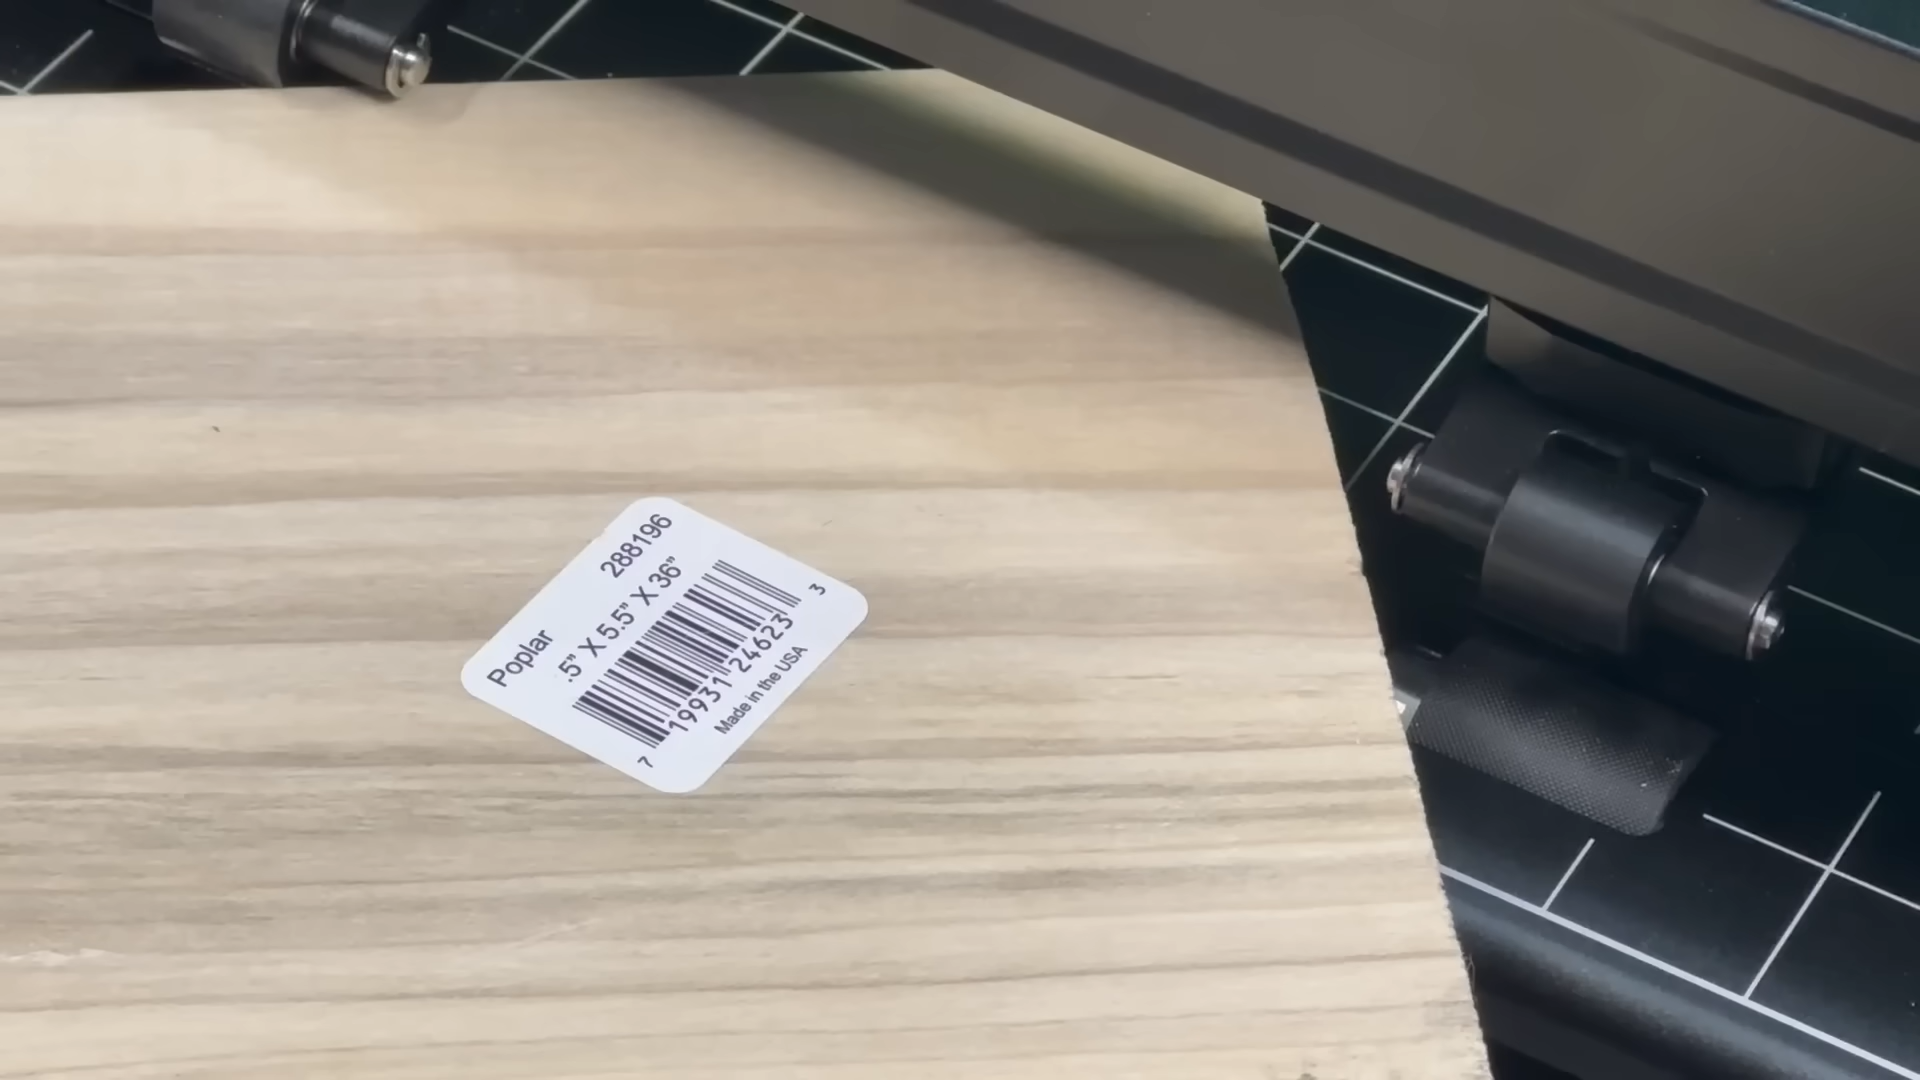 Poplar 288196
.5” X 5.5” X 36”
7 19931 24623 3
Made in the USA